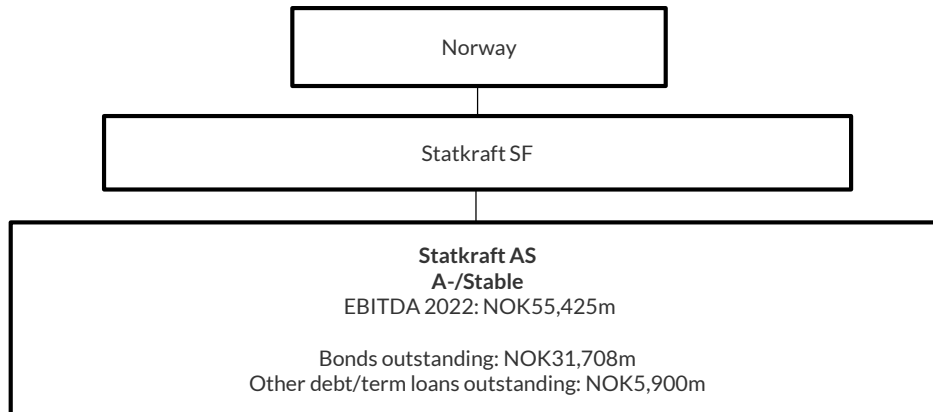 Norway
Statkraft SF
Statkraft AS
A-/Stable
EBITDA 2022: NOK55,425m
Bonds outstanding: NOK31,708m
Other debt/term loans outstanding: NOK5,900m